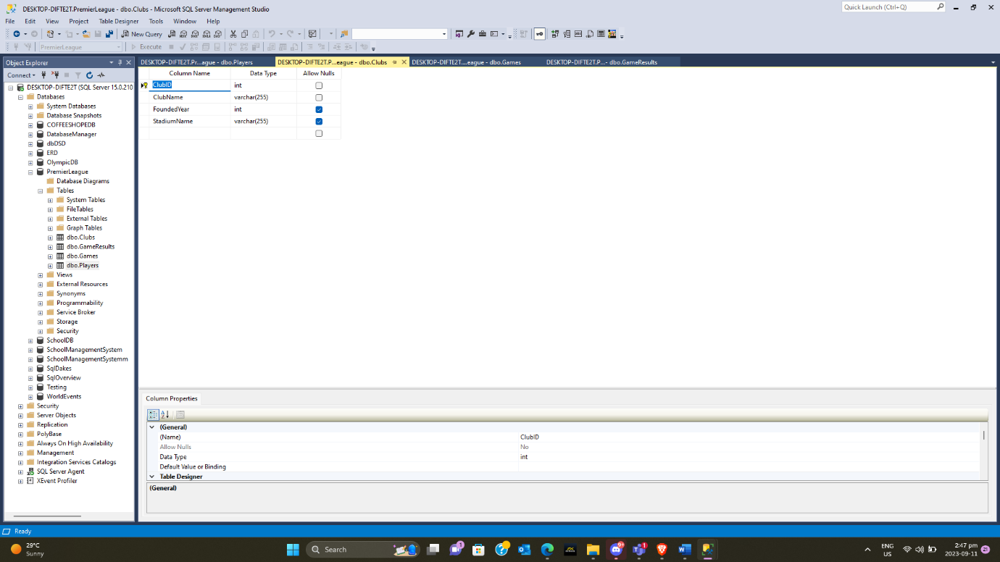 DESKTOP-DIFTE2T.PremierLeague - dbo.Clubs - Microsoft SQL Server Management Studio
Quick Launch (Ctrl+Q)
File Edit View Project Table Designer Tools Window Help
New Query
PremierLeague
Execute
Object Explorer
Connect
DESKTOP-DIFTE2T (SQL Server 15.0.210
Databases
System Databases
Database Snapshots
COFFEESHOPEDB
DatabaseManager
dbDSD
ERD
OlympicDB
PremierLeague
Database Diagrams
Tables
System Tables
FileTables
External Tables
Graph Tables
dbo.Clubs
dbo.GameResults
dbo.Games
dbo.Players
Views
External Resources
Synonyms
Programmability
Service Broker
Storage
Security
SchoolDB
SchoolManagementSystem
SchoolManagementSystemm
SqlDakes
SqlOverview
Testing
WorldEvents
Security
Server Objects
Replication
PolyBase
Always On High Availability
Management
Integration Services Catalogs
SQL Server Agent
XEvent Profiler
DESKTOP-DIFTE2T.Pr...ague - dbo.Players
DESKTOP-DIFTE2T.P...eague - dbo.Clubs
DESKTOP-DIFTE2T....eague - dbo.Games
DESKTOP-DIFTE2T.P...- dbo.GameResults
Column Name Data Type Allow Nulls
ClubID int
ClubName varchar(255)
FoundedYear int
StadiumName varchar(255)
Column Properties
(General)
(Name) ClubID
Allow Nulls No
Data Type int
Default Value or Binding
Table Designer
(General)
Ready
29°C
Sunny
Search
ENG
US
2:47 pm
2023-09-11